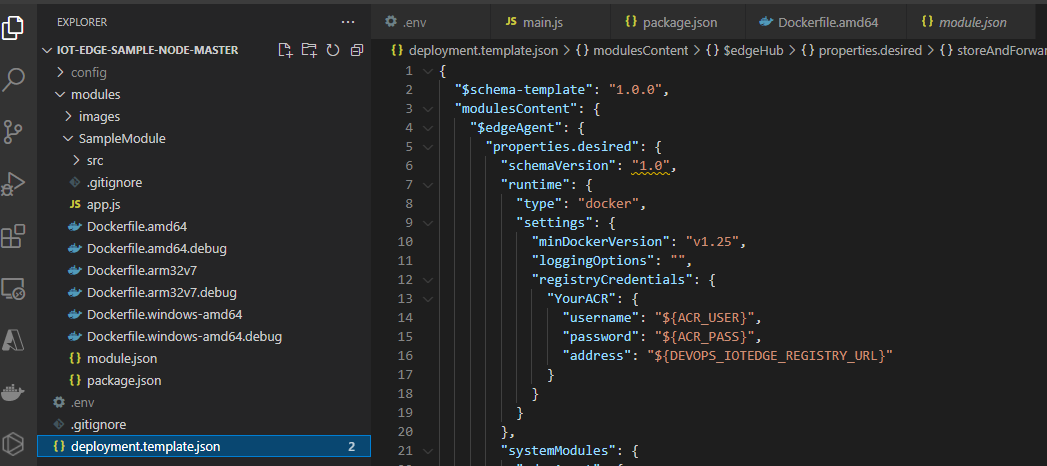 EXPLORER
IOT-EDGE-SAMPLE-NODE-MASTER
config
modules
images
SampleModule
src
.gitignore
app.js
Dockerfile.amd64
Dockerfile.amd64.debug
Dockerfile.arm32v7
Dockerfile.arm32v7.debug
Dockerfile.windows-amd64
Dockerfile.windows-amd64.debug
module.json
package.json
.env
.gitignore
deployment.template.json 2
.env JS main.js {} package.json Dockerfile.amd64 {} module.json
{} deployment.template.json > {} modulesContent > {} $edgeHub > {} properties.desired > {} storeAndForwa
1 {
2 "$schema-template": "1.0.0",
3 "modulesContent": {
4 "$edgeAgent": {
5 "properties.desired": {
6 "schemaVersion": "1.0",
7 "runtime": {
8 "type": "docker",
9 "settings": {
10 "minDockerVersion": "v1.25",
11 "loggingOptions": "",
12 "registryCredentials": {
13 "YourACR": {
14 "username": "${ACR_USER}",
15 "password": "${ACR_PASS}",
16 "address": "${DEVOPS_IOTEDGE_REGISTRY_URL}"
17 }
18 }
19 }
20 },
21 "systemModules": {